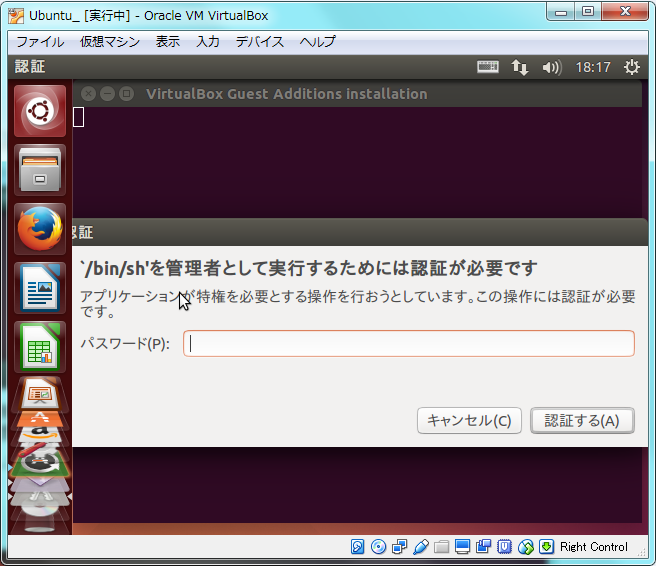 Ubuntu_ [実行中] - Oracle VM VirtualBox
ファイル 仮想マシン 表示 入力 デバイス ヘルプ
認証 18:17
VirtualBox Guest Additions installation
認証
`/bin/sh'を管理者として実行するためには認証が必要です
アプリケーションが特権を必要とする操作を行おうとしています。この操作には認証が必要
です。
パスワード(P):
キャンセル(C) 認証する(A)
Right Control